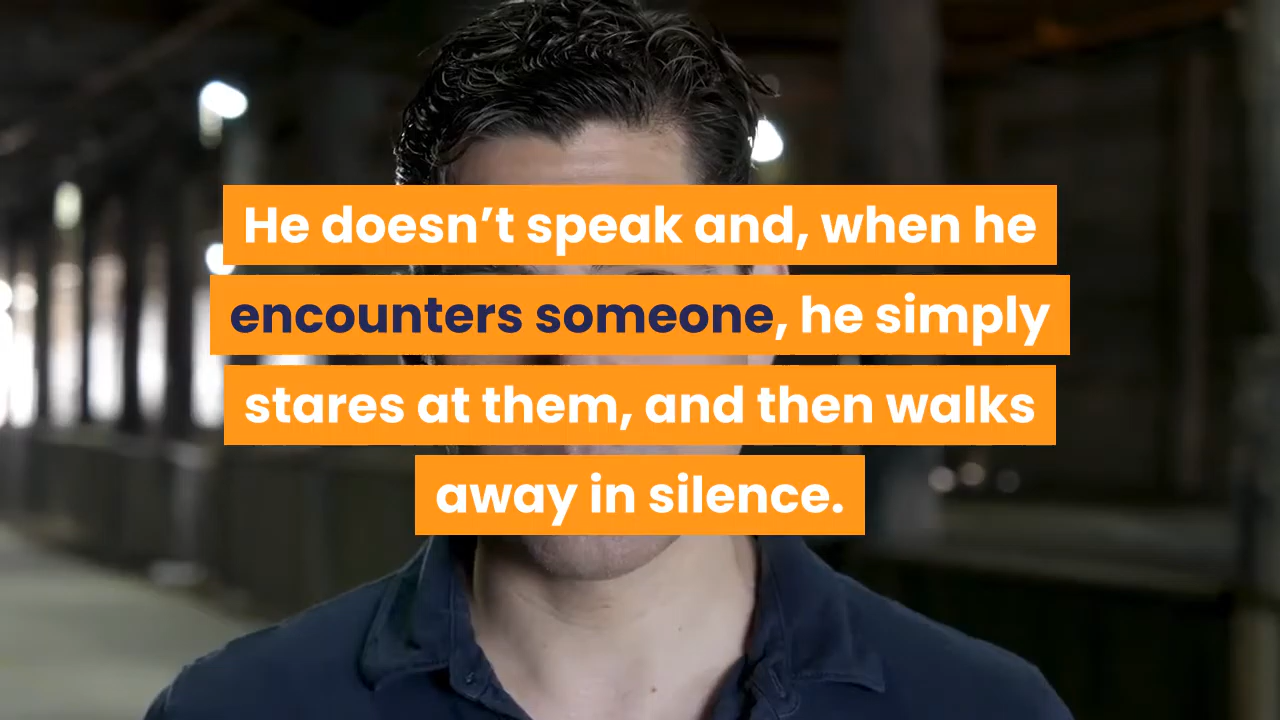 He doesn’t speak and, when he
encounters someone, he simply
stares at them, and then walks
away in silence.